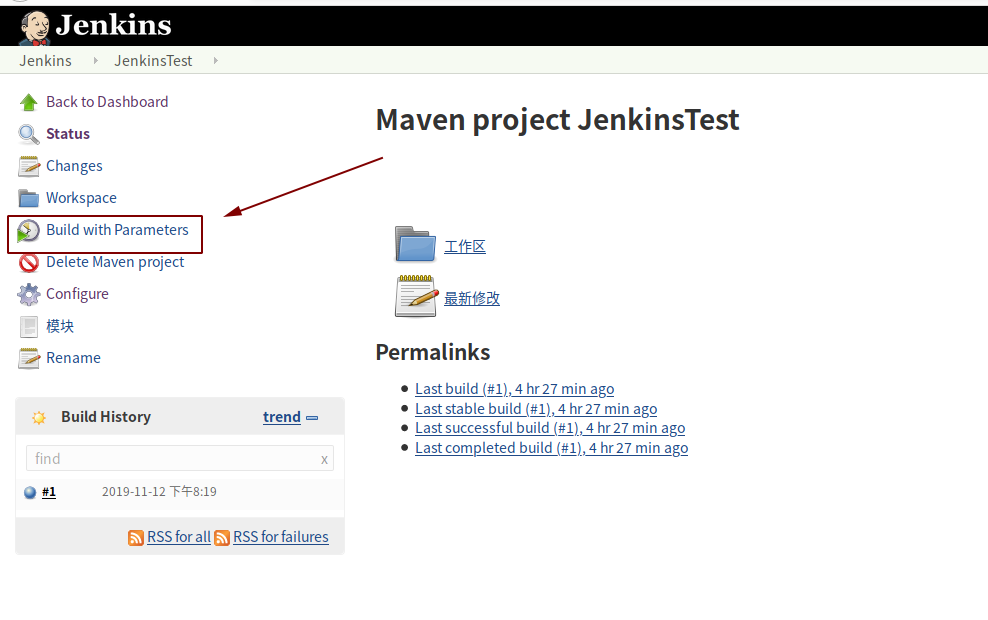 Jenkins
Jenkins JenkinsTest
Back to Dashboard
Status
Changes
Workspace
Build with Parameters
Delete Maven project
Configure
模块
Rename
Build History trend
find x
#1 2019-11-12 下午8:19
RSS for all RSS for failures
Maven project JenkinsTest
工作区
最新修改
Permalinks
Last build (#1), 4 hr 27 min ago
Last stable build (#1), 4 hr 27 min ago
Last successful build (#1), 4 hr 27 min ago
Last completed build (#1), 4 hr 27 min ago